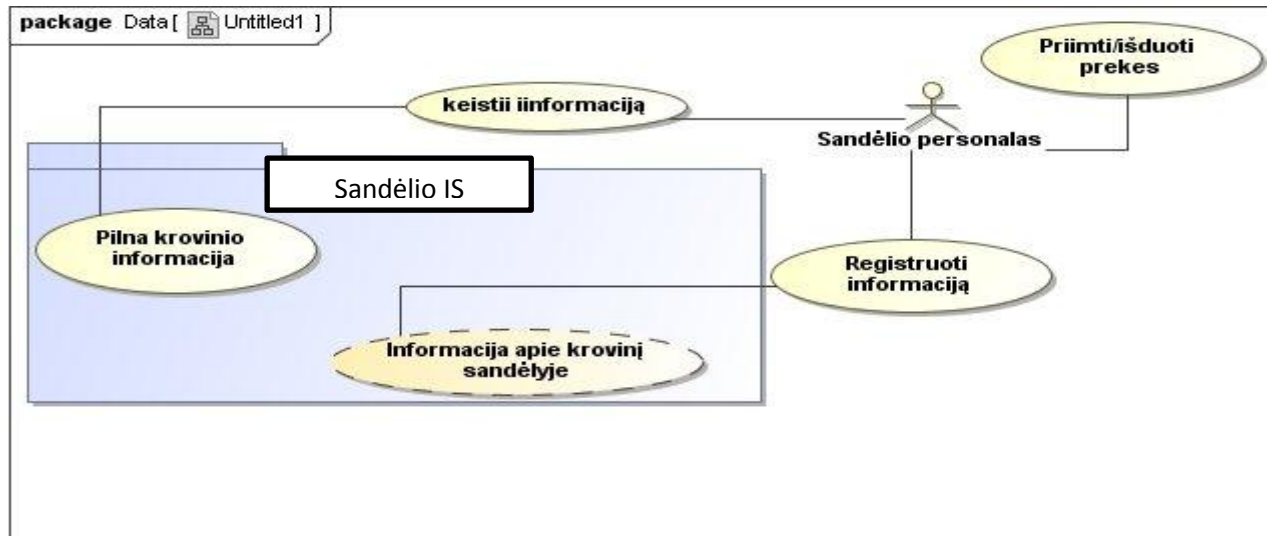 package Data [ Untitled1 ]
Priimti/išduoti
prekes
keistii iinformaciją
Sandėlio personalas
Sandėlio IS
Pilna krovinio
informacija
Registruoti
informaciją
Informacija apie krovinį
sandėlyje